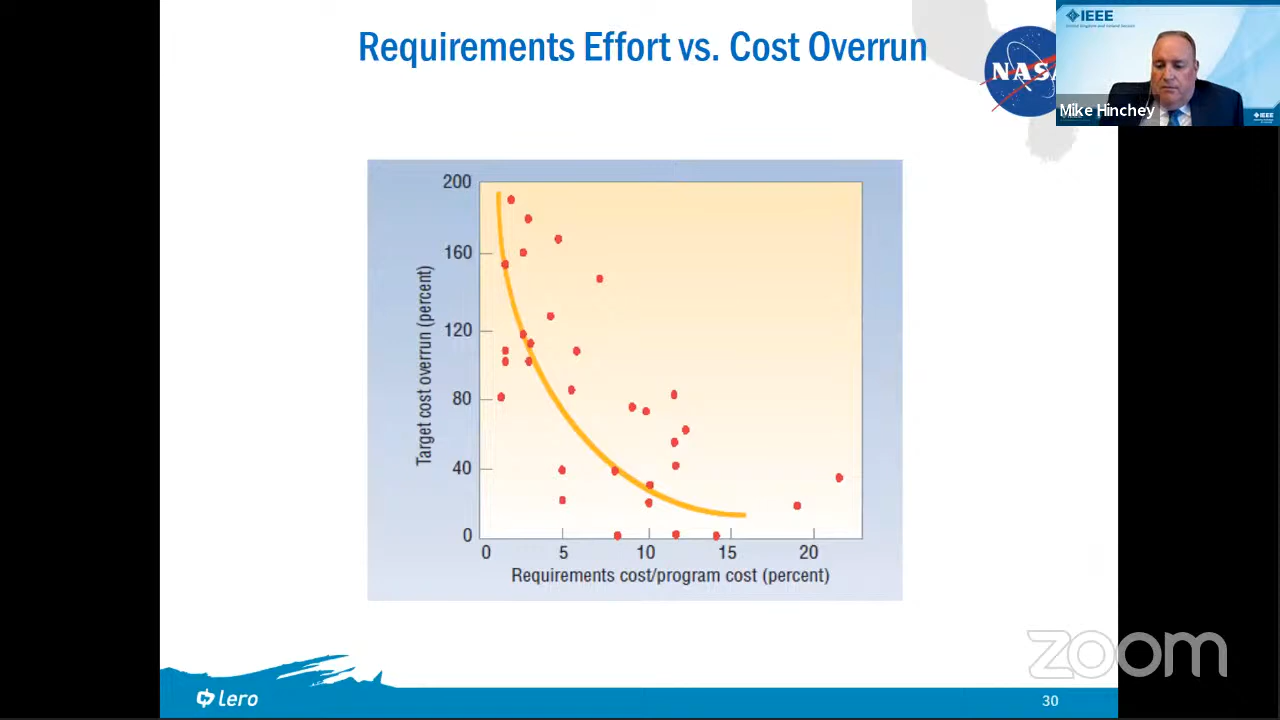 Requirements Effort vs. Cost Overrun
NASA
IEEE
Mike Hinchey
IEEE
200
160
120
80
40
0
Target cost overrun (percent)
0 5 10 15 20
Requirements cost/program cost (percent)
zoom
Lero
30